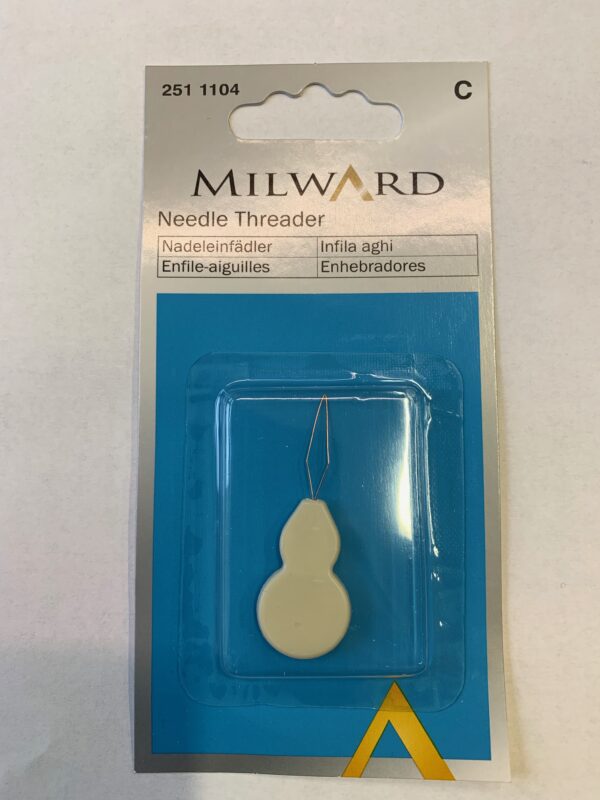 251 1104 C
MILWARD
Needle Threader
Nadeleinfädler Infila aghi
Enfile-aiguilles Enhebradores